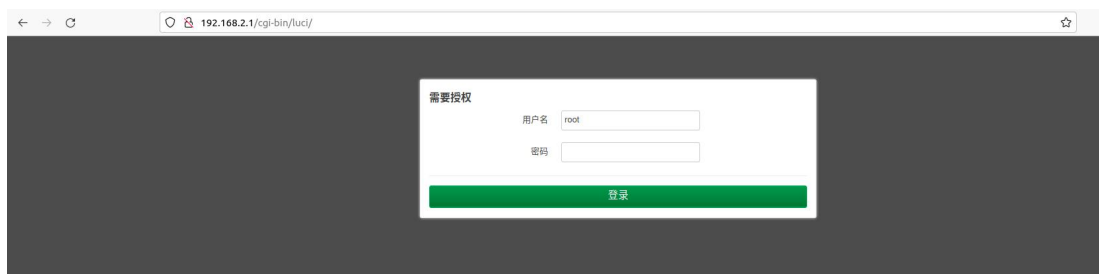 192.168.2.1/cgi-bin/luci/
需要授权
用户名 root
密码
登录